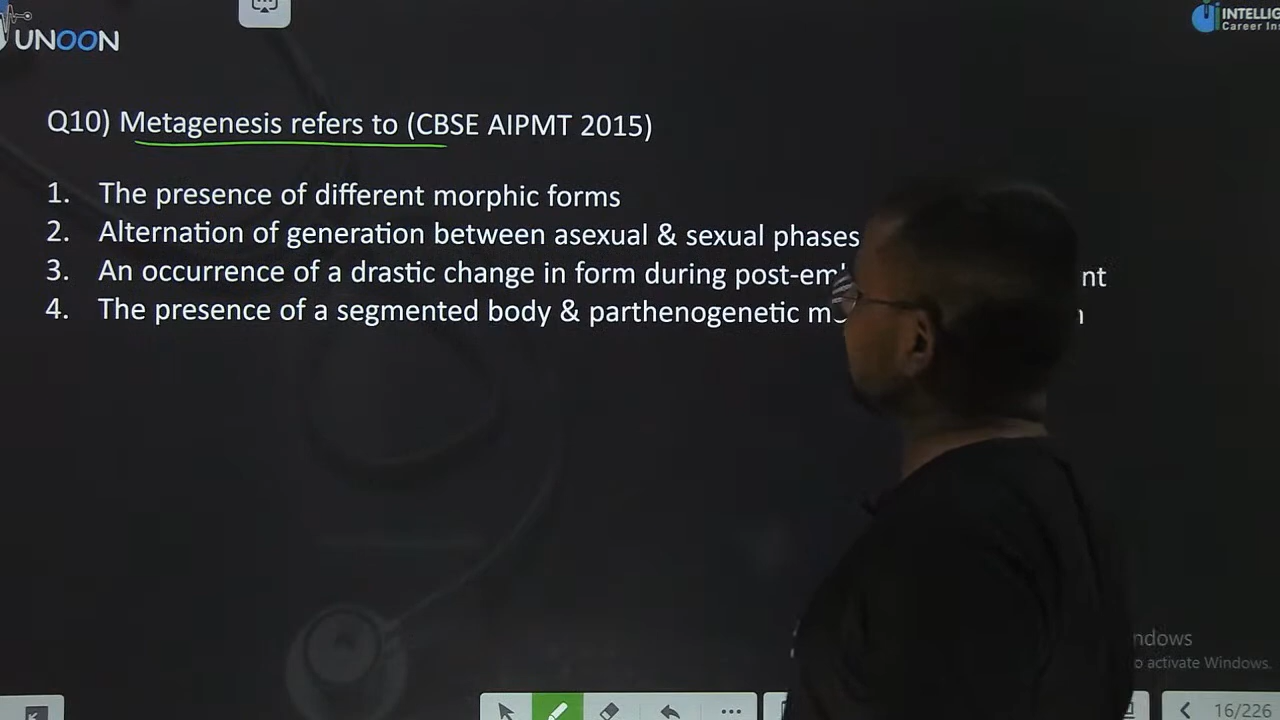 UNOON
INTELLIG
Career Ins
Q10) Metagenesis refers to (CBSE AIPMT 2015)
1. The presence of different morphic forms
2. Alternation of generation between asexual & sexual phases
3. An occurrence of a drastic change in form during nt
4. The presence of a segmented body & parthenogenetic
ndows
o activate Windows.
16/226